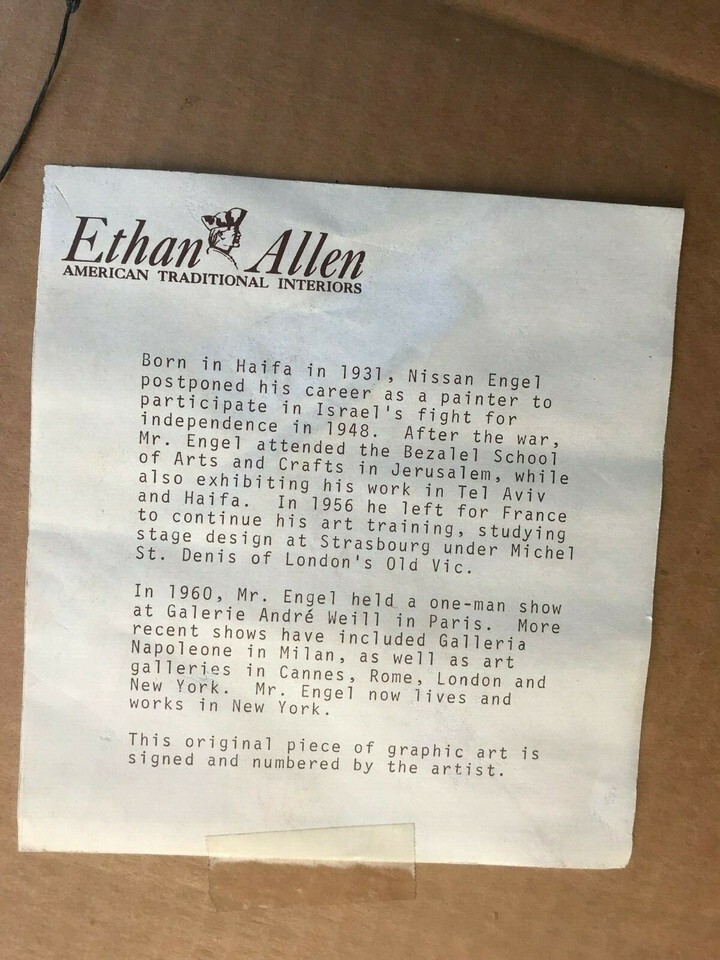 Ethan Allen
AMERICAN TRADITIONAL INTERIORS
Born in Haifa in 1931, Nissan Engel
postponed his career as a painter to
participate in Israel's fight for
independence in 1948. After the war,
Mr. Engel attended the Bezalel School
of Arts and Crafts in Jerusalem, while
also exhibiting his work in Tel Aviv
and Haifa. In 1956 he left for France
to continue his art training, studying
stage design at Strasbourg under Michel
St. Denis of London's Old Vic.
In 1960, Mr. Engel held a one-man show
at Galerie André Weill in Paris. More
recent shows have included Galleria
Napoleone in Milan, as well as art
galleries in Cannes, Rome, London and
New York. Mr. Engel now lives and
works in New York.
This original piece of graphic art is
signed and numbered by the artist.